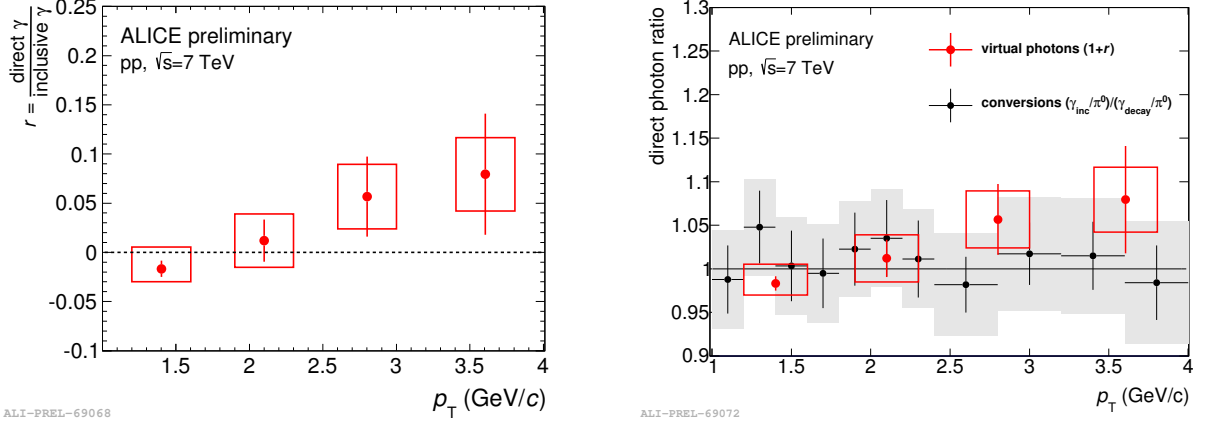 r = direct γ / inclusive γ
ALICE preliminary
pp, √s=7 TeV
0.25
0.2
0.15
0.1
0.05
0
-0.05
-0.1
1.5 2 2.5 3 3.5 4
p_T (GeV/c)
ALI-PREL-69068
direct photon ratio
ALICE preliminary
pp, √s=7 TeV
virtual photons (1+r)
conversions (γ_inc/π⁰)/(γ_decay/π⁰)
1.3
1.25
1.2
1.15
1.1
1.05
1
0.95
0.9
1 1.5 2 2.5 3 3.5 4
p_T (GeV/c)
ALI-PREL-69072